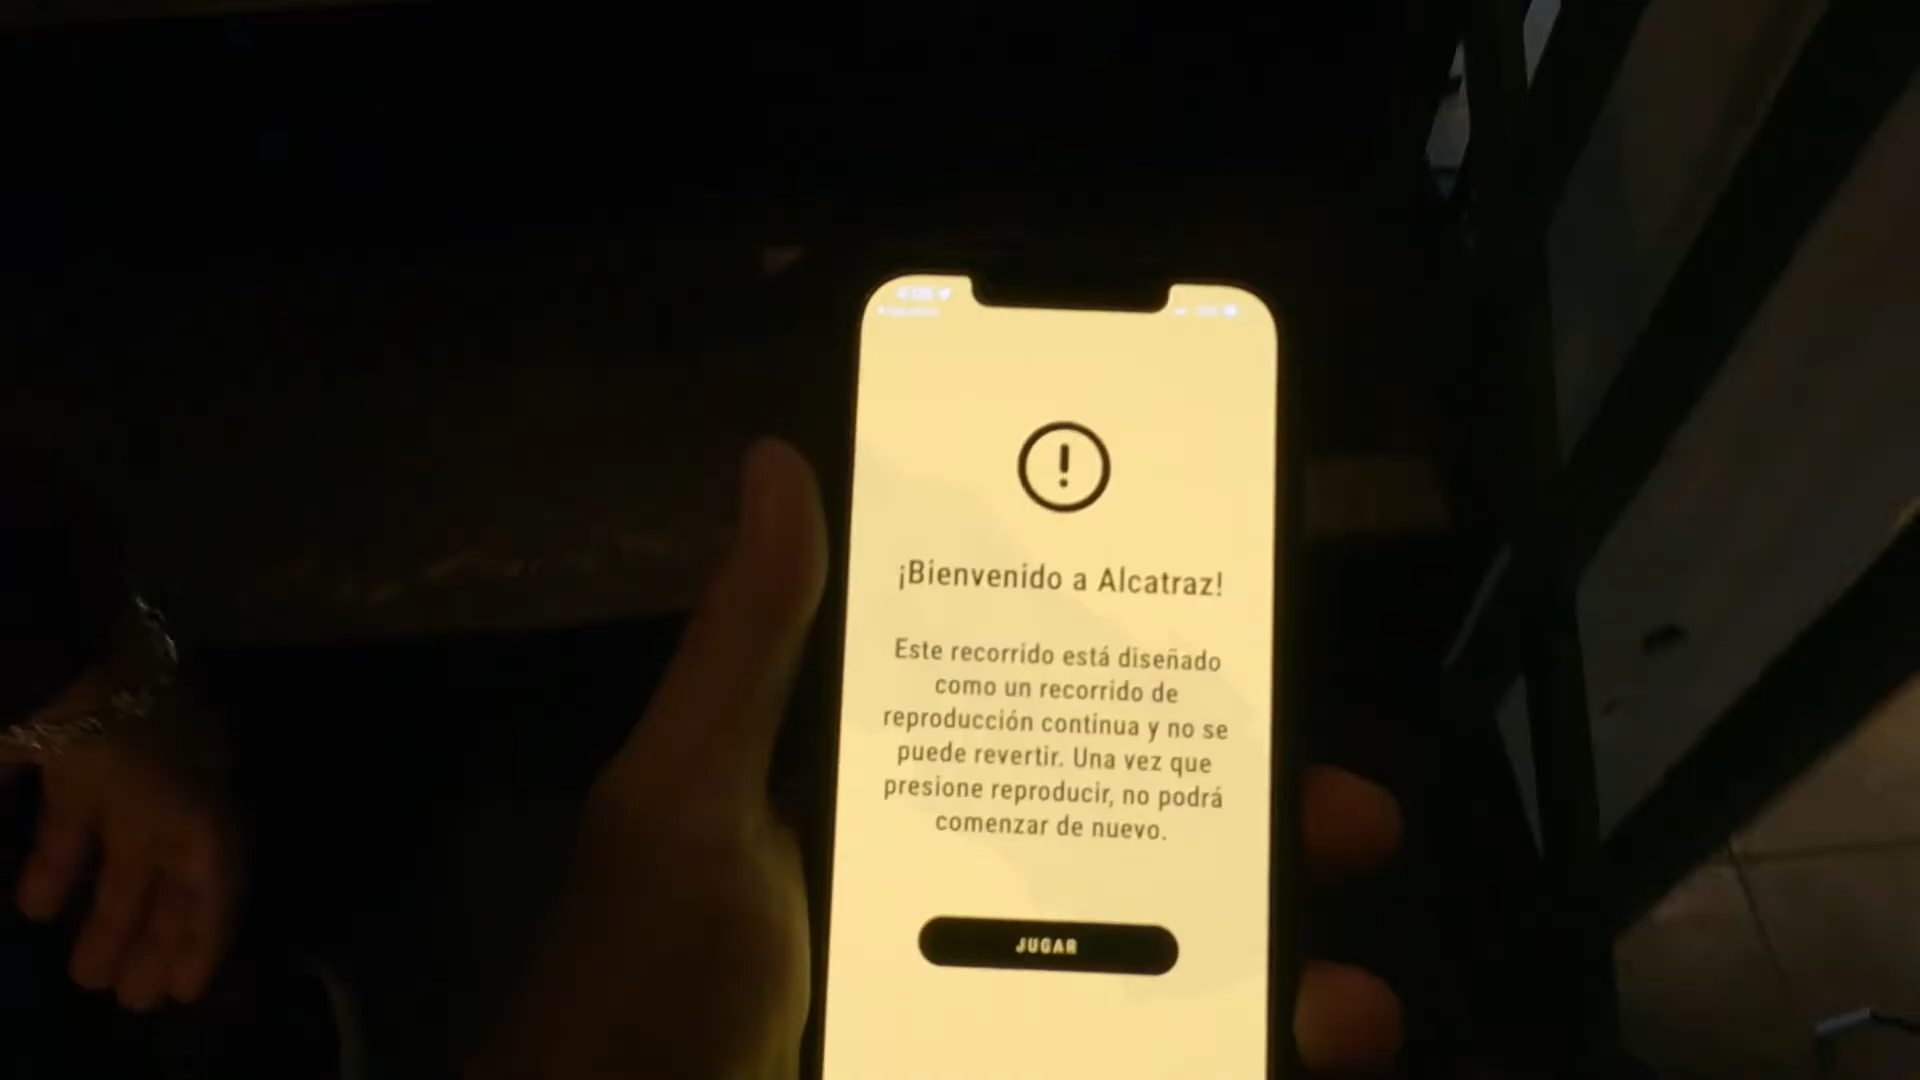 ¡Bienvenido a Alcatraz!
Este recorrido está diseñado
como un recorrido de
reproducción continua y no se
puede revertir. Una vez que
presione reproducir, no podrá
comenzar de nuevo.
JUGAR